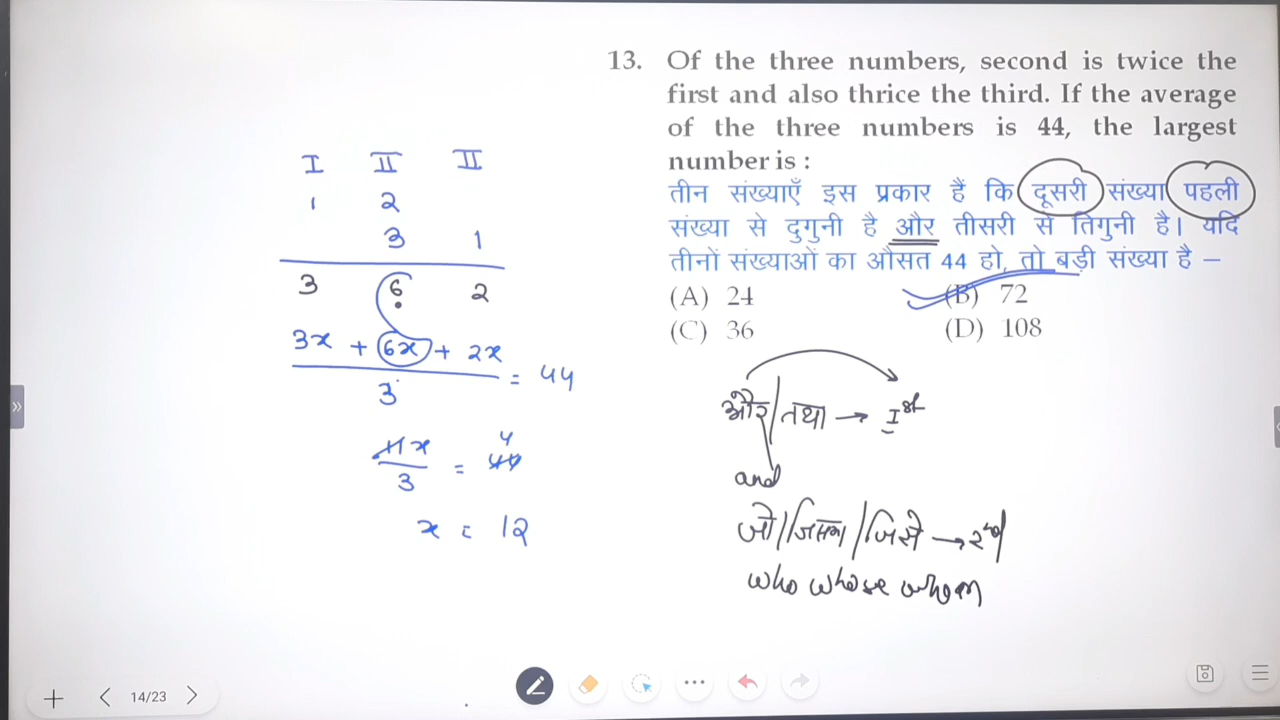 13. Of the three numbers, second is twice the
first and also thrice the third. If the average
of the three numbers is 44, the largest
number is :
तीन संख्याएँ इस प्रकार हैं कि दूसरी संख्या पहली
संख्या से दुगुनी है और तीसरी से तिगुनी है। यदि
तीनों संख्याओं का औसत 44 हो, तो बड़ी संख्या है –
(A) 24 (B) 72
(C) 36 (D) 108
I II II
1 2
3 1
3 6 2
3x + 6x + 2x
3 = 44
11x 4
3 = 44
x = 12
और/तथा → Ist
and
जो/जिसका/जिसे → 2nd
who whose whom
14/23